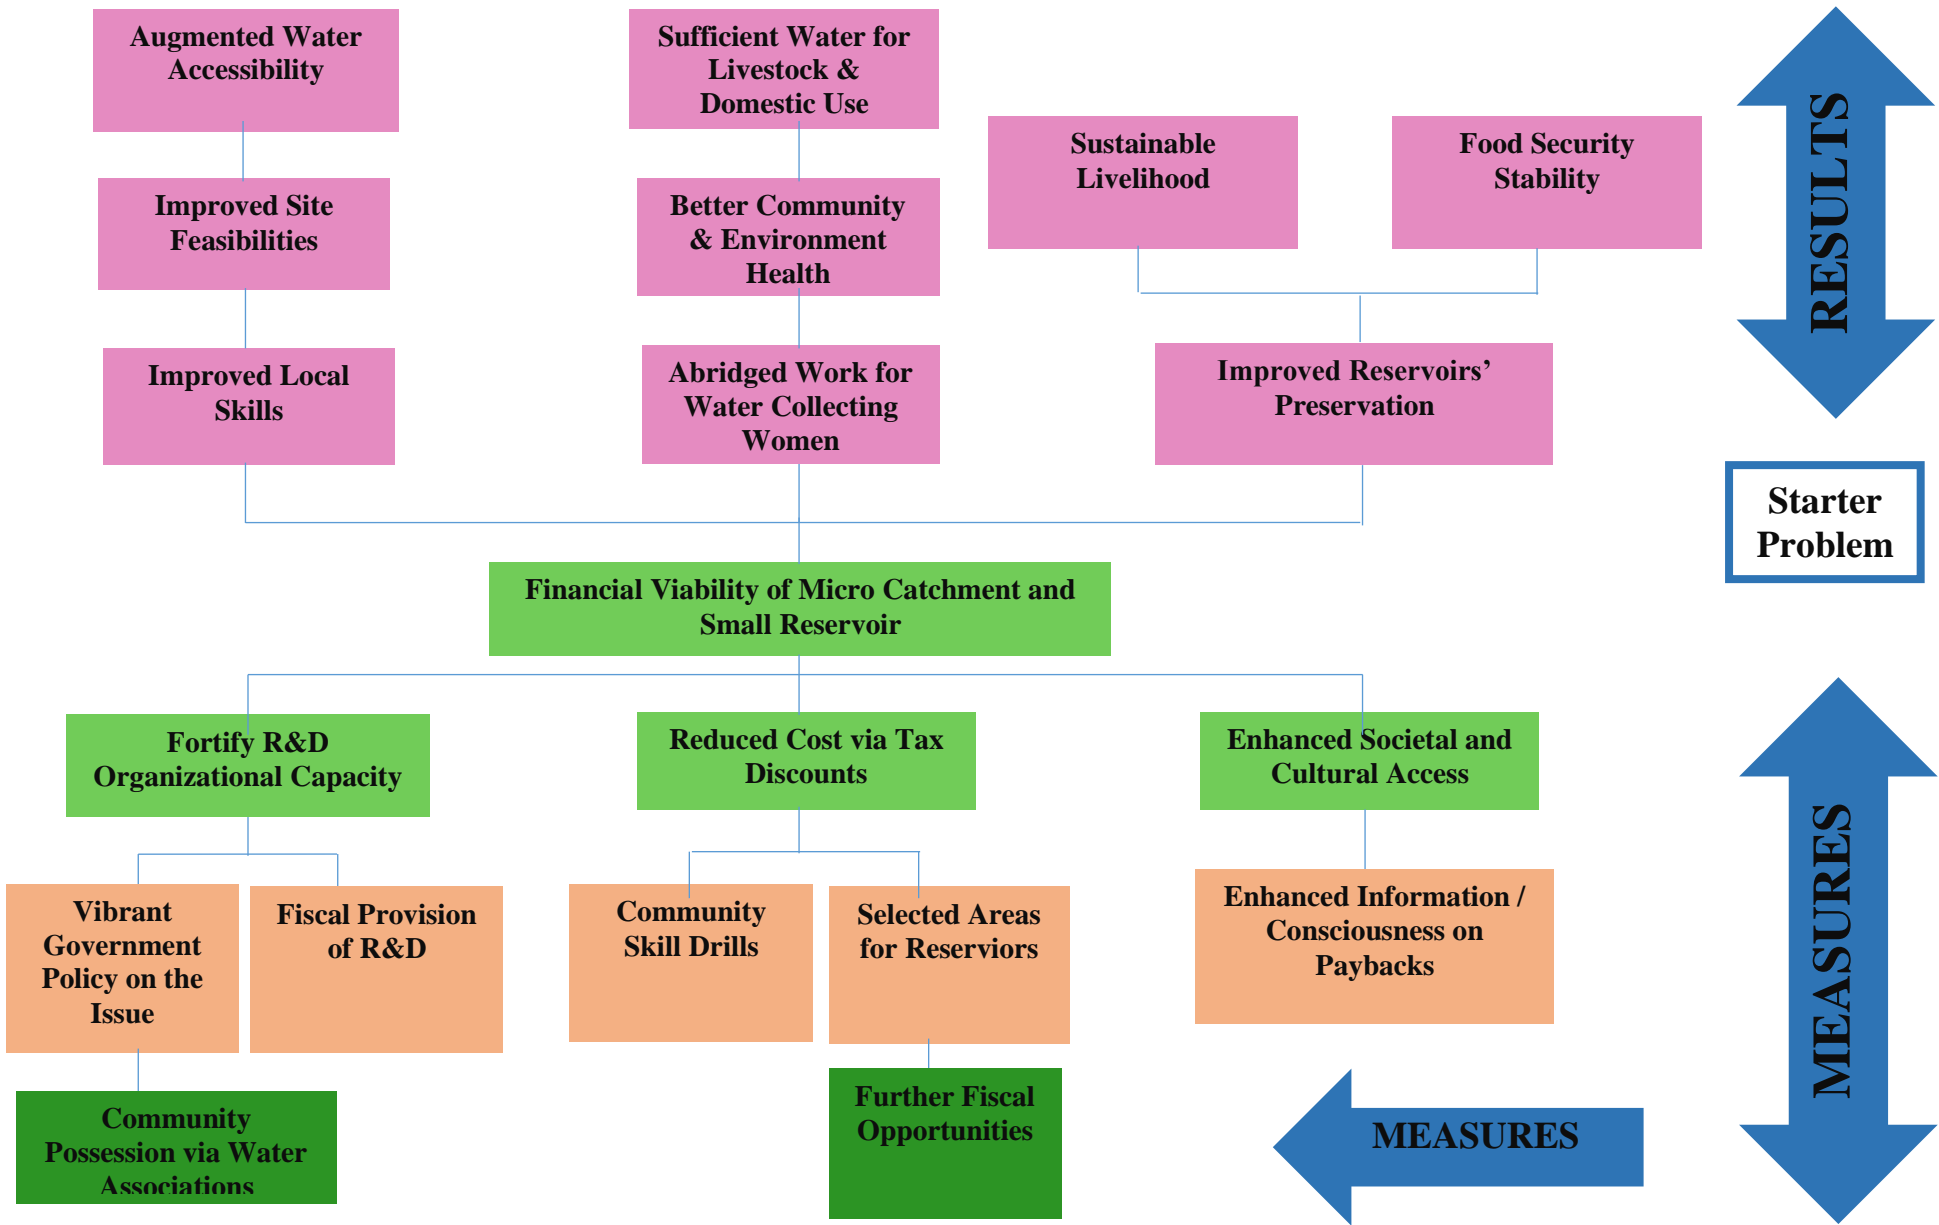 Augmented Water
Accessibility
Sufficient Water for
Livestock &
Domestic Use
Sustainable
Livelihood
Food Security
Stability
RESULTS
Improved Site
Feasibilities
Better Community
& Environment
Health
Improved Local
Skills
Abridged Work for
Water Collecting
Women
Improved Reservoirs’
Preservation
Starter
Problem
Financial Viability of Micro Catchment and
Small Reservoir
Fortify R&D
Organizational Capacity
Reduced Cost via Tax
Discounts
Enhanced Societal and
Cultural Access
MEASURES
Vibrant
Government
Policy on the
Issue
Fiscal Provision
of R&D
Community
Skill Drills
Selected Areas
for Reserviors
Enhanced Information /
Consciousness on
Paybacks
Community
Possession via Water
Associations
Further Fiscal
Opportunities
MEASURES